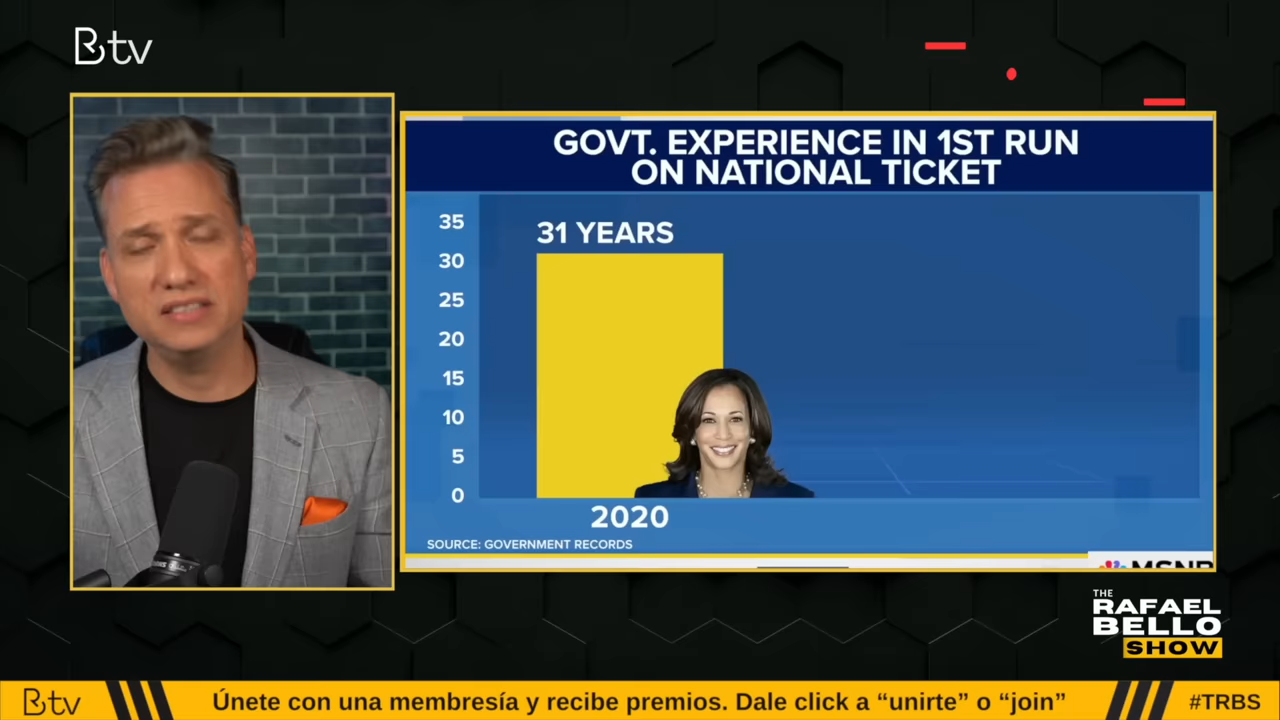 Btv
GOVT. EXPERIENCE IN 1ST RUN
ON NATIONAL TICKET
35
31 YEARS
30
25
20
15
10
5
0
2020
SOURCE: GOVERNMENT RECORDS
THE
RAFAEL
BELLO
SHOW
Btv
Únete con una membresía y recibe premios. Dale click a “unirte” o “join”
#TRBS